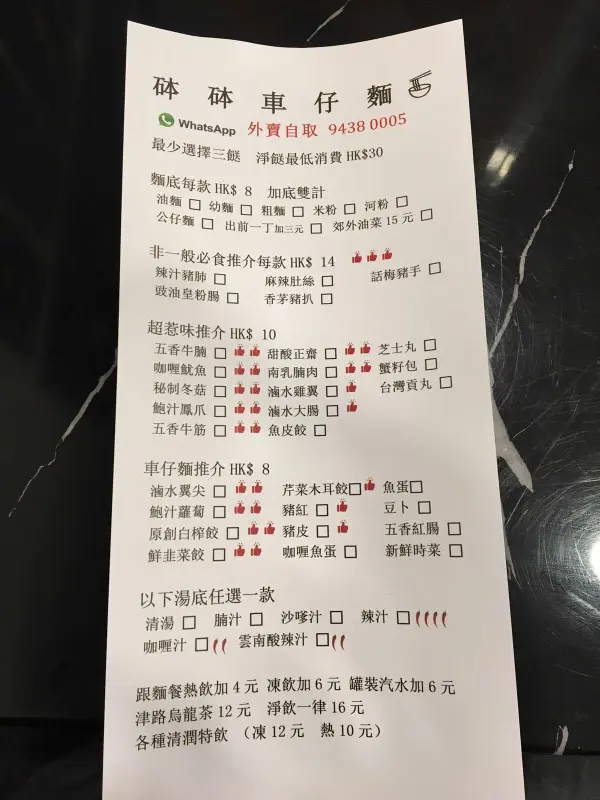 砵砵車仔麵
WhatsApp 外賣自取 9438 0005
最少選擇三餸 淨餸最低消費 HK$30
麵底每款 HK$ 8 加底雙計
油麵 幼麵 粗麵 米粉 河粉
公仔麵 出前一丁加三元 郊外油菜 15 元
非一般必食推介每款 HK$ 14
辣汁豬肺 麻辣肚絲 話梅豬手
豉油皇粉腸 香茅豬扒
超惹味推介 HK$ 10
五香牛腩 甜酸正齋 芝士丸
咖喱魷魚 南乳腩肉 蟹籽包
秘制冬菇 滷水雞翼 台灣貢丸
鮑汁鳳爪 滷水大腸
五香牛筋 魚皮餃
車仔麵推介 HK$ 8
滷水翼尖 芹菜木耳餃 魚蛋
鮑汁蘿蔔 豬紅 豆卜
原創白榨餃 豬皮 五香紅腸
鮮韭菜餃 咖喱魚蛋 新鮮時菜
以下湯底任選一款
清湯 腩汁 沙嗲汁 辣汁
咖喱汁 雲南酸辣汁
跟麵餐熱飲加 4 元 凍飲加 6 元 罐裝汽水加 6 元
津路烏龍茶 12 元 淨飲一律 16 元
各種清潤特飲 （凍 12 元 熱 10 元）